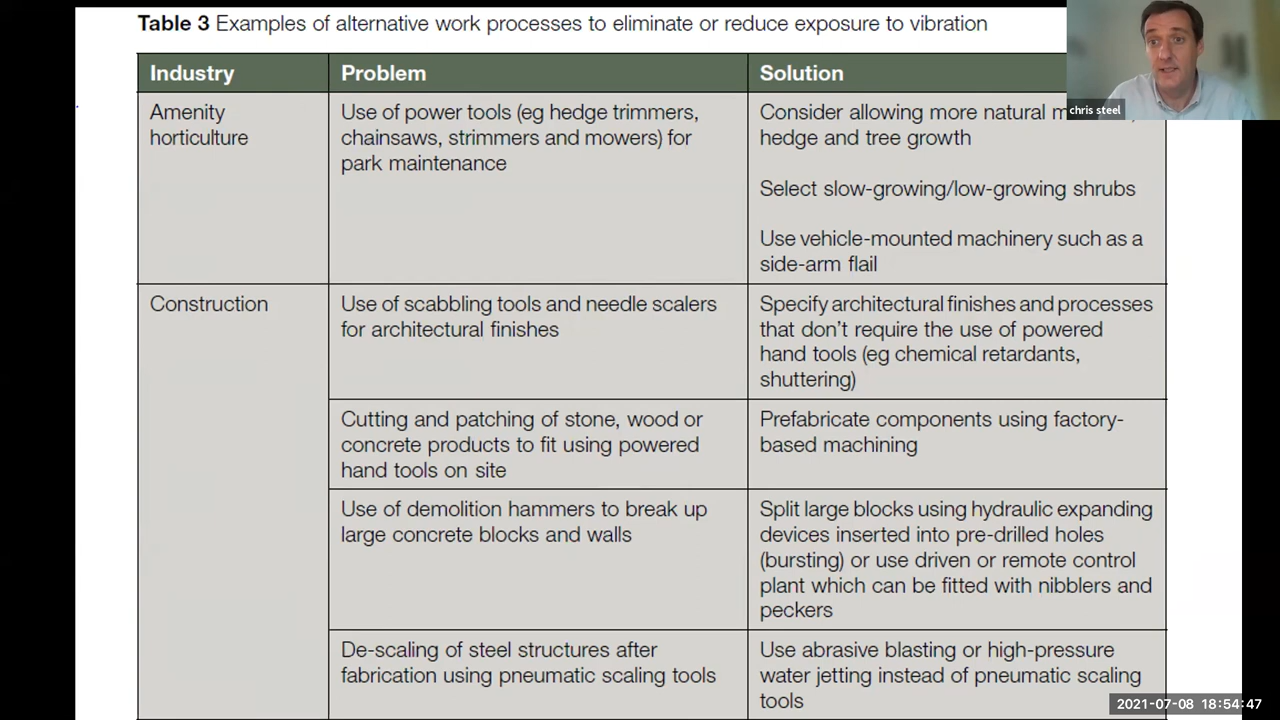 Table 3 Examples of alternative work processes to eliminate or reduce exposure to vibration
Industry
Problem
Solution
Amenity
horticulture
Use of power tools (eg hedge trimmers,
chainsaws, strimmers and mowers) for
park maintenance
Consider allowing more natural
hedge and tree growth
Select slow-growing/low-growing shrubs
Use vehicle-mounted machinery such as a
side-arm flail
Construction
Use of scabbling tools and needle scalers
for architectural finishes
Specify architectural finishes and processes
that don’t require the use of powered
hand tools (eg chemical retardants,
shuttering)
Cutting and patching of stone, wood or
concrete products to fit using powered
hand tools on site
Prefabricate components using factory-
based machining
Use of demolition hammers to break up
large concrete blocks and walls
Split large blocks using hydraulic expanding
devices inserted into pre-drilled holes
(bursting) or use driven or remote control
plant which can be fitted with nibblers and
peckers
De-scaling of steel structures after
fabrication using pneumatic scaling tools
Use abrasive blasting or high-pressure
water jetting instead of pneumatic scaling
tools
chris steel
2021-07-08 18:54:47